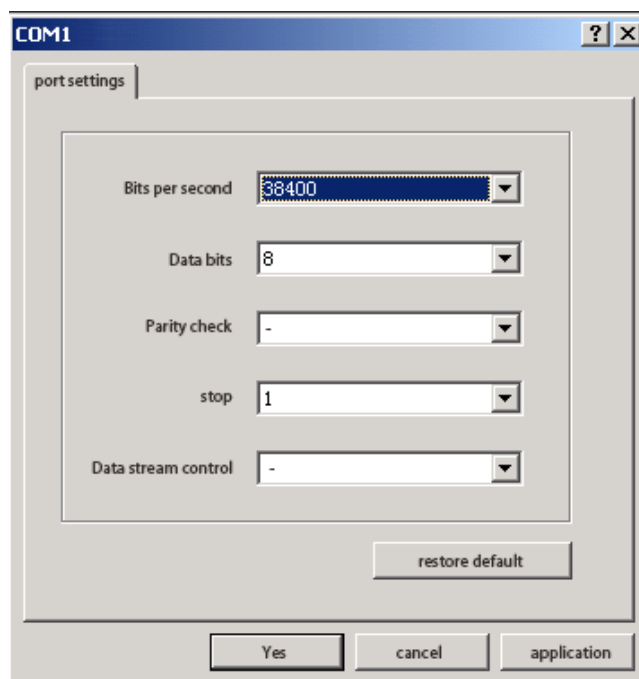 COM1
port settings
Bits per second 38400
Data bits 8
Parity check -
stop 1
Data stream control -
restore default
Yes cancel application